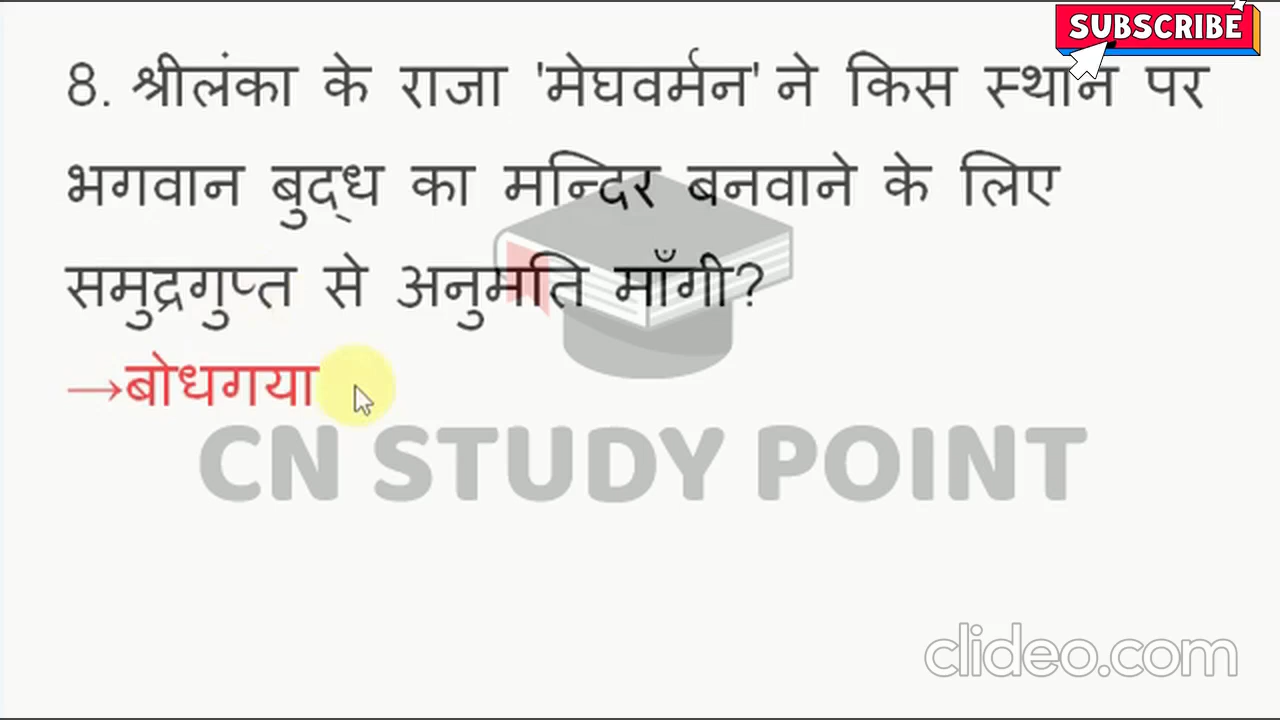 SUBSCRIBE
8. श्रीलंका के राजा 'मेघवर्मन' ने किस स्थान पर
भगवान बुद्ध का मन्दिर बनवाने के लिए
समुद्रगुप्त से अनुमति माँगी?
→बोधगया
CN STUDY POINT
clideo.com